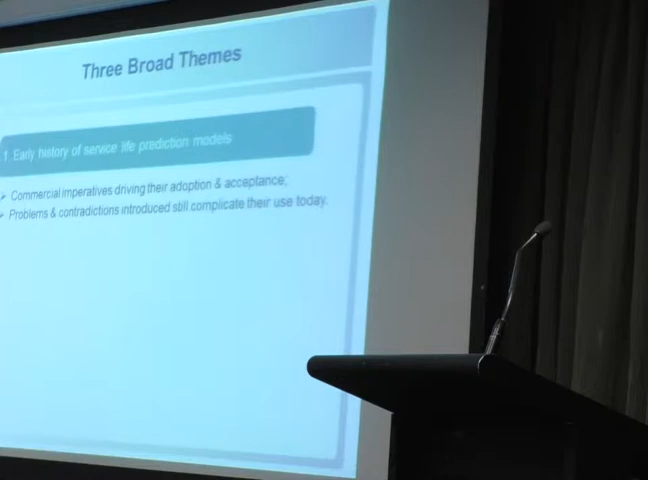 Three Broad Themes
1. Early history of service life prediction models
Commercial imperatives driving their adoption & acceptance;
Problems & contradictions introduced still complicate their use today.